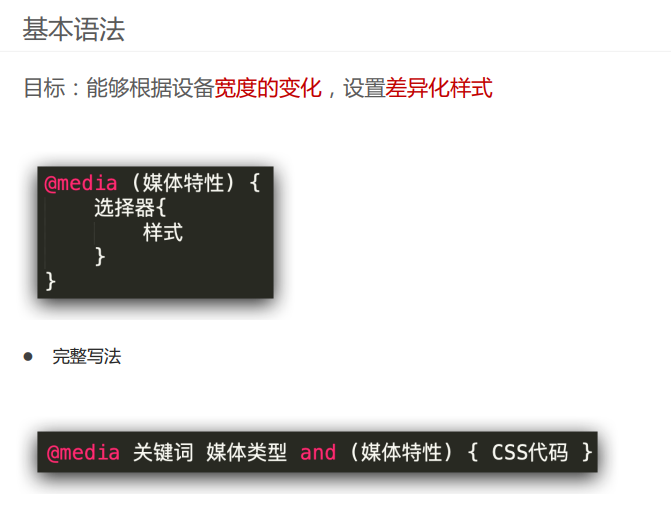 基本语法
目标：能够根据设备宽度的变化，设置差异化样式
@media (媒体特性) {
选择器{
样式
}
}
● 完整写法
@media 关键词 媒体类型 and (媒体特性) { CSS代码 }